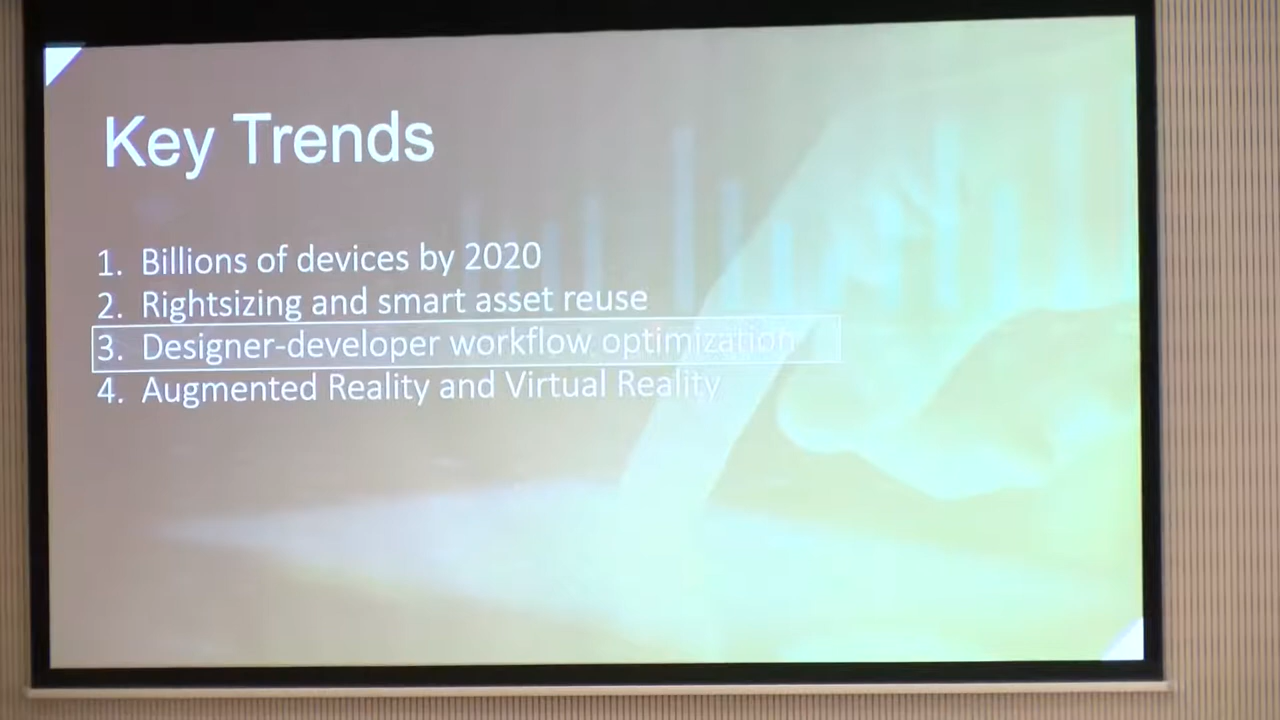 Key Trends
1. Billions of devices by 2020
2. Rightsizing and smart asset reuse
3. Designer-developer workflow optimization
4. Augmented Reality and Virtual Reality